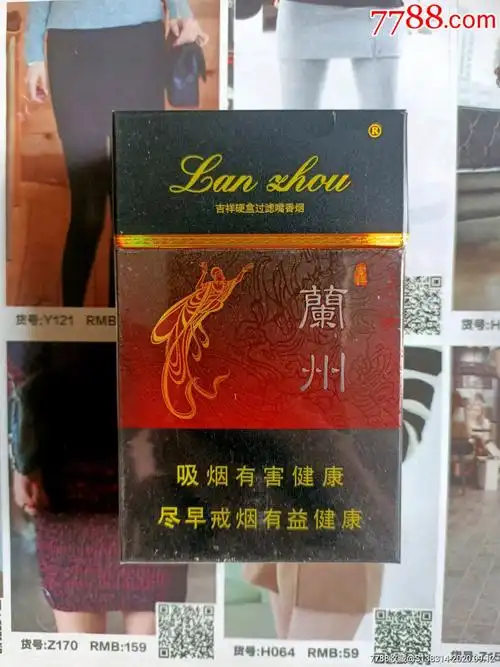 7788.com
®
Lan zhou
吉祥硬盒过滤嘴香烟
吉祥
蘭
州
吸烟有害健康
尽早戒烟有益健康
货号:Y121 RMB:
货号:Z170 RMB:159
货号:H064 RMB:59